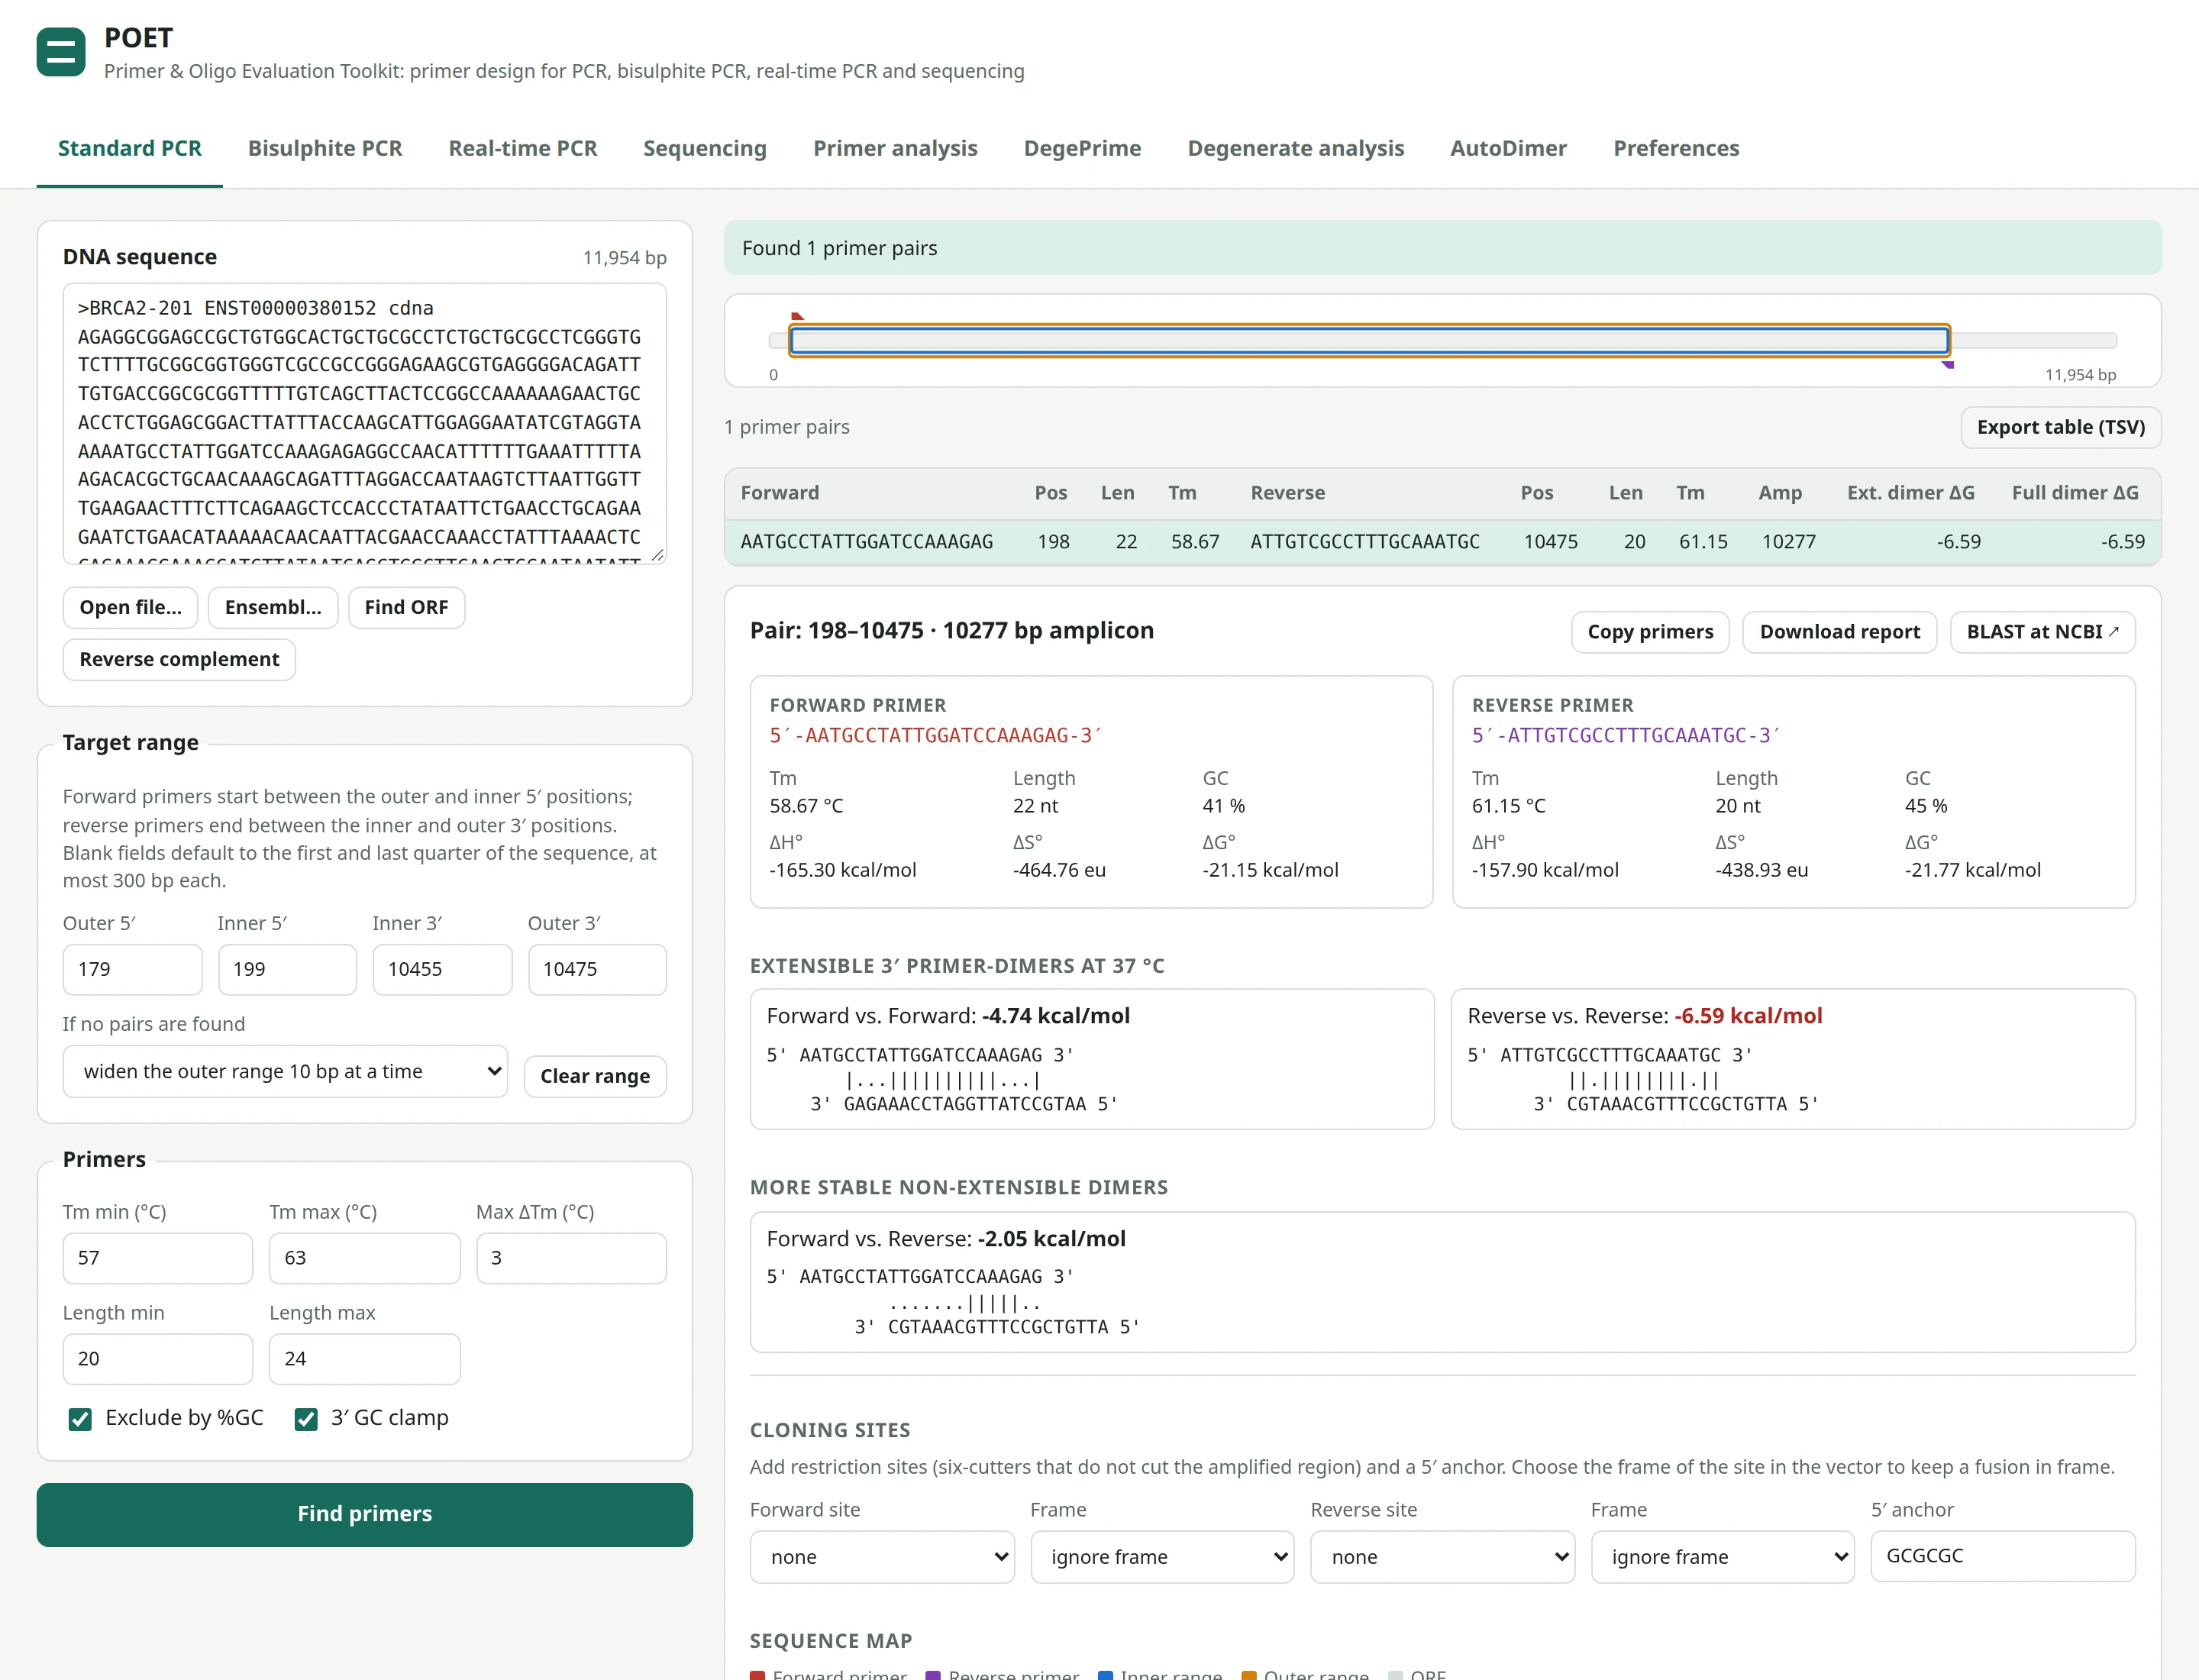 POET
Primer & Oligo Evaluation Toolkit: primer design for PCR, bisulphite PCR, real-time PCR and sequencing
Standard PCR Bisulphite PCR Real-time PCR Sequencing Primer analysis DegePrime Degenerate analysis AutoDimer Preferences
DNA sequence 11,954 bp
>BRCA2-201 ENST00000380152 cdna
AGAGGCGGAGCCGCTGTGGCACTGCTGCGCCTCTGCTGCGCCTCGGGTG
TCTTTTGCGGCGGTGGGTCGCCGCCGGGAGAAGCGTGAGGGGACAGATT
TGTGACCGGCGCGGTTTTTGTCAGCTTACTCCGGCCAAAAAAGAACTGC
ACCTCTGGAGCGGACTTATTTACCAAGCATTGGAGGAATATCGTAGGTA
AAAATGCCTATTGGATCCAAAGAGAGGCCAACATTTTTTGAAATTTTTA
AGACACGCTGCAACAAAGCAGATTTAGGACCAATAAGTCTTAATTGGTT
TGAAGAACTTTCTTCAGAAGCTCCACCCTATAATTCTGAACCTGCAGAA
GAATCTGAACATAAAAACAACAATTACGAACCAAACCTATTTAAAACTC
Open file... Ensembl... Find ORF
Reverse complement
Target range
Forward primers start between the outer and inner 5′ positions;
reverse primers end between the inner and outer 3′ positions.
Blank fields default to the first and last quarter of the sequence, at
most 300 bp each.
Outer 5′ Inner 5′ Inner 3′ Outer 3′
179 199 10455 10475
If no pairs are found
widen the outer range 10 bp at a time Clear range
Primers
Tm min (°C) Tm max (°C) Max ΔTm (°C)
57 63 3
Length min Length max
20 24
Exclude by %GC 3′ GC clamp
Find primers
Found 1 primer pairs
0 11,954 bp
1 primer pairs Export table (TSV)
Forward Pos Len Tm Reverse Pos Len Tm Amp Ext. dimer ΔG Full dimer ΔG
AATGCCTATTGGATCCAAAGAG 198 22 58.67 ATTGTCGCCTTTGCAAATGC 10475 20 61.15 10277 -6.59 -6.59
Pair: 198–10475 · 10277 bp amplicon Copy primers Download report BLAST at NCBI ↗
FORWARD PRIMER
5′-AATGCCTATTGGATCCAAAGAG-3′
Tm Length GC
58.67 °C 22 nt 41 %
ΔH° ΔS° ΔG°
-165.30 kcal/mol -464.76 eu -21.15 kcal/mol
REVERSE PRIMER
5′-ATTGTCGCCTTTGCAAATGC-3′
Tm Length GC
61.15 °C 20 nt 45 %
ΔH° ΔS° ΔG°
-157.90 kcal/mol -438.93 eu -21.77 kcal/mol
EXTENSIBLE 3′ PRIMER-DIMERS AT 37 °C
Forward vs. Forward: -4.74 kcal/mol
5' AATGCCTATTGGATCCAAAGAG 3'
|...||||||||||...|
3' GAGAAACCTAGGTTATCCGTAA 5'
Reverse vs. Reverse: -6.59 kcal/mol
5' ATTGTCGCCTTTGCAAATGC 3'
||.||||||||.||
3' CGTAAACGTTTCCGCTGTTA 5'
MORE STABLE NON-EXTENSIBLE DIMERS
Forward vs. Reverse: -2.05 kcal/mol
5' AATGCCTATTGGATCCAAAGAG 3'
.......|||||..
3' CGTAAACGTTTCCGCTGTTA 5'
CLONING SITES
Add restriction sites (six-cutters that do not cut the amplified region) and a 5′ anchor. Choose the frame of the site in the vector to keep a fusion in frame.
Forward site Frame Reverse site Frame 5′ anchor
none ignore frame none ignore frame GCGCGC
SEQUENCE MAP
Forward primer Reverse primer Inner range Outer range ORF